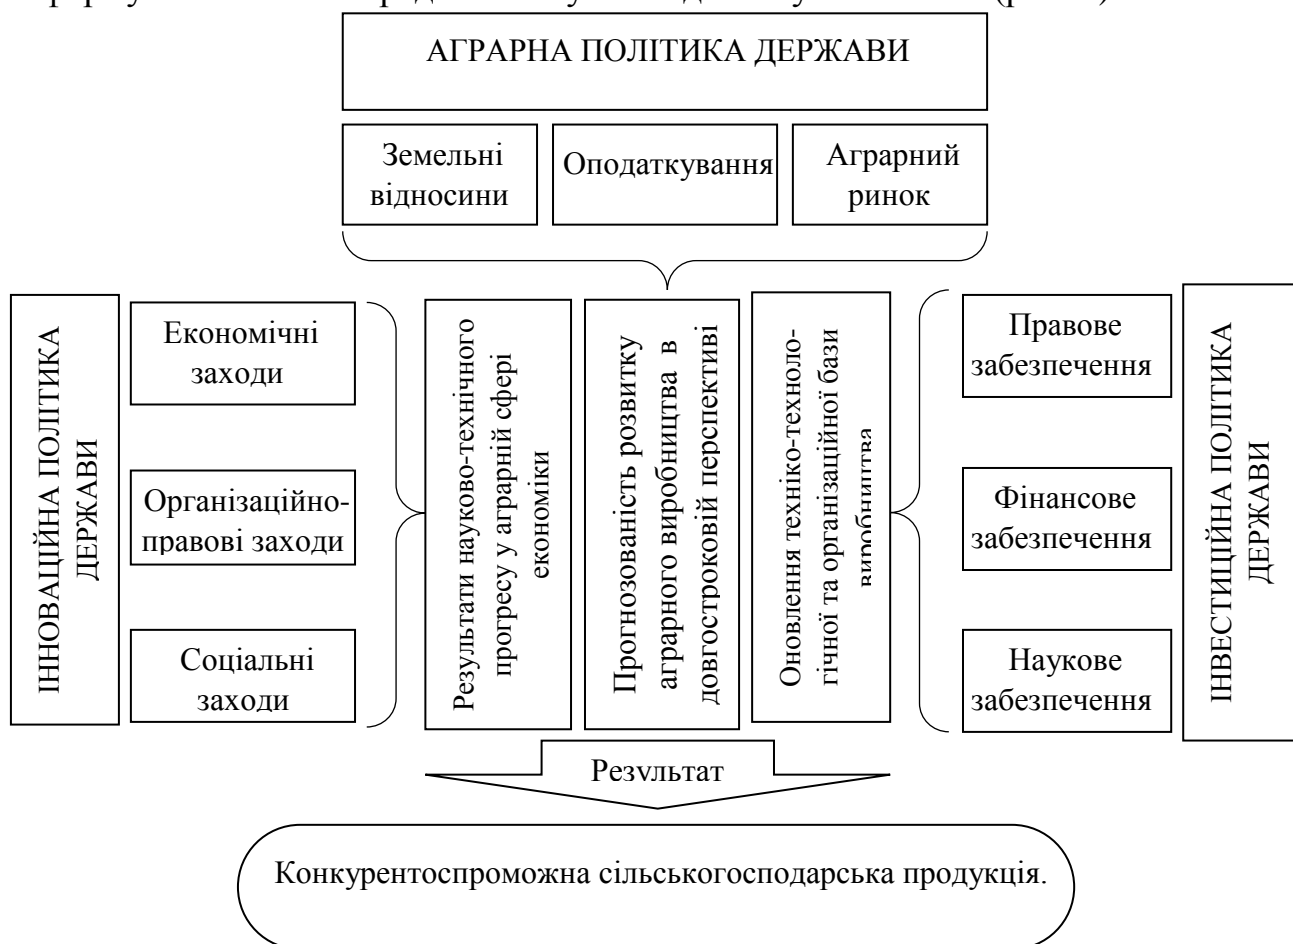 АГРАРНА ПОЛІТИКА ДЕРЖАВИ
Земельні
відносини
Оподаткування
Аграрний
ринок
ІННОВАЦІЙНА ПОЛІТИКА
ДЕРЖАВИ
Економічні
заходи
Організаційно-
правові заходи
Соціальні
заходи
Результати науково-технічного
прогресу у аграрній сфері
економіки
Прогнозованість розвитку
аграрного виробництва в
довгостроковій перспективі
Оновлення техніко-техноло-
гічної та організаційної бази
виробництва
Правове
забезпечення
Фінансове
забезпечення
Наукове
забезпечення
ІНВЕСТИЦІЙНА ПОЛІТИКА
ДЕРЖАВИ
Результат
Конкурентоспроможна сільськогосподарська продукція.